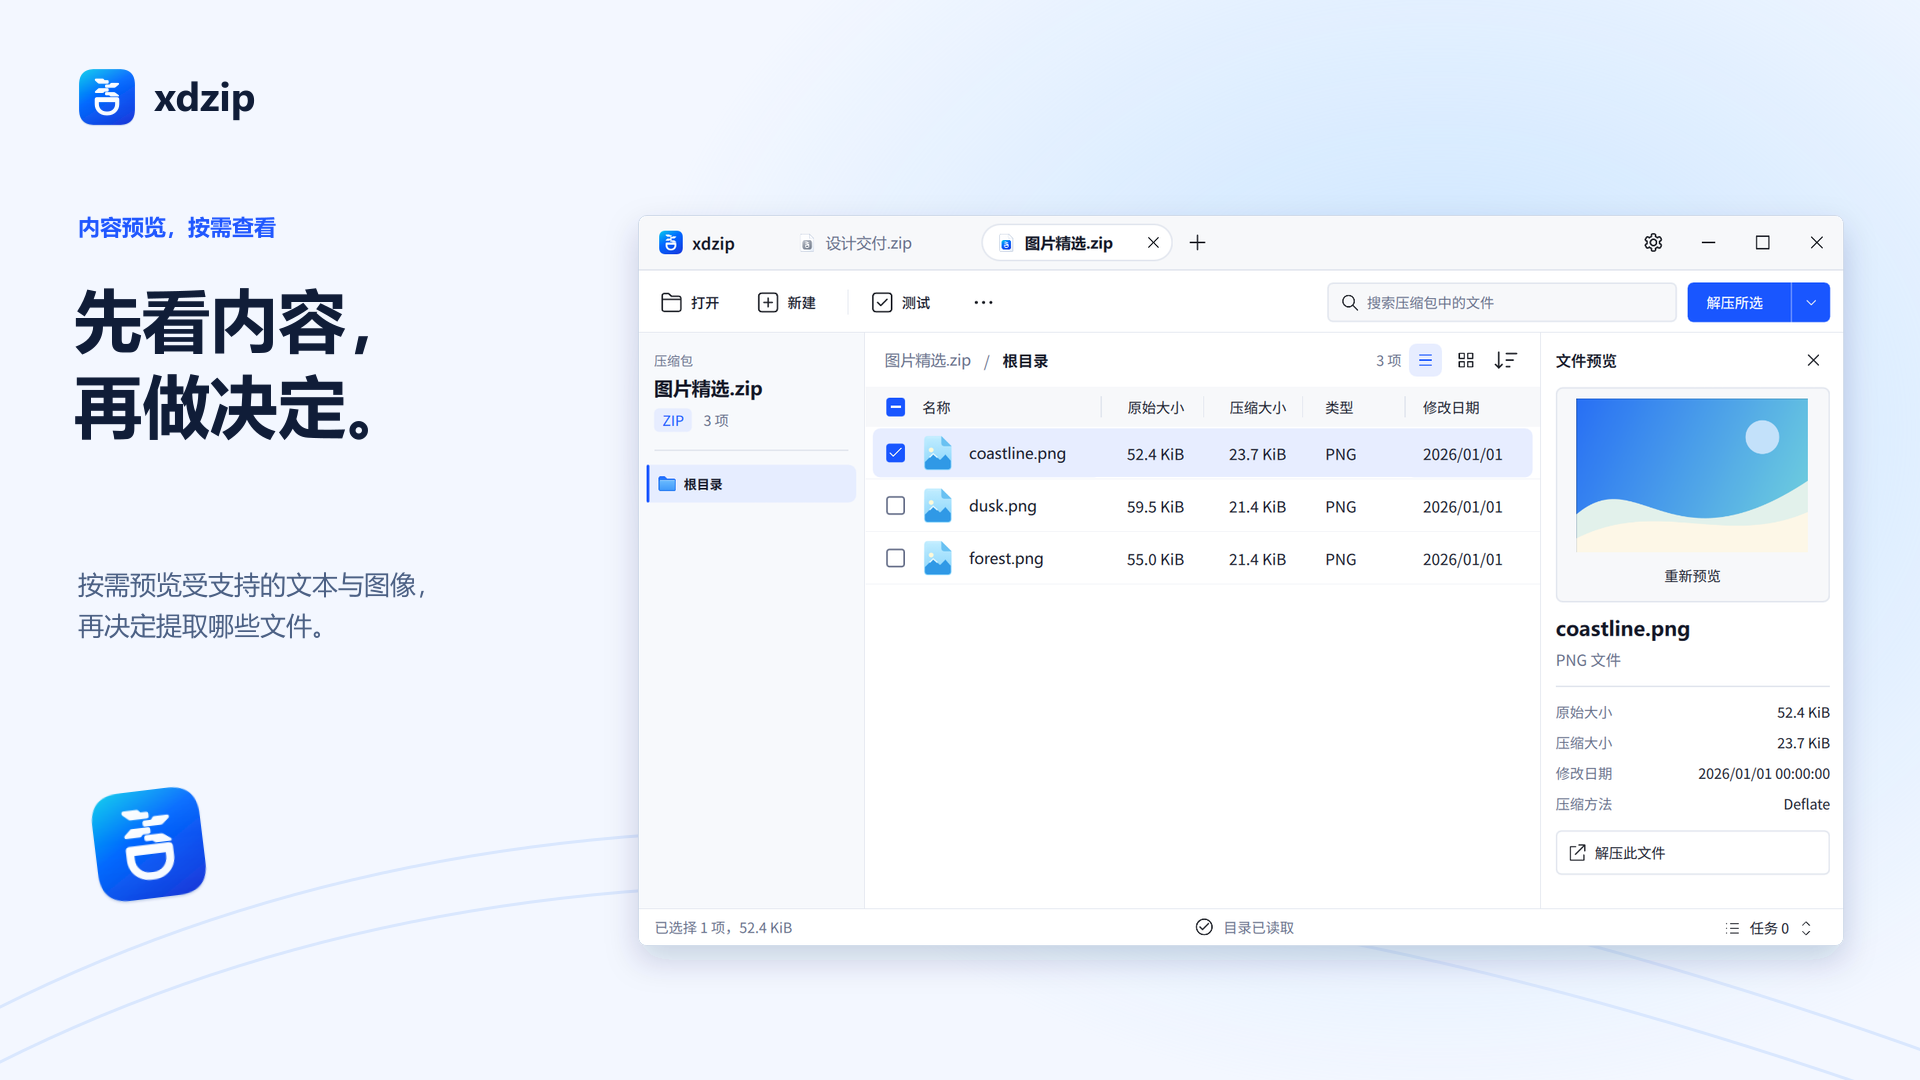 xdzip
内容预览，按需查看
先看内容，
再做决定。
按需预览受支持的文本与图像，
再决定提取哪些文件。
xdzip
设计交付.zip
图片精选.zip
打开
新建
测试
搜索压缩包中的文件
解压所选
压缩包
图片精选.zip
ZIP 3 项
根目录
图片精选.zip / 根目录
3 项
名称 原始大小 压缩大小 类型 修改日期
coastline.png 52.4 KiB 23.7 KiB PNG 2026/01/01
dusk.png 59.5 KiB 21.4 KiB PNG 2026/01/01
forest.png 55.0 KiB 21.4 KiB PNG 2026/01/01
文件预览
重新预览
coastline.png
PNG 文件
原始大小 52.4 KiB
压缩大小 23.7 KiB
修改日期 2026/01/01 00:00:00
压缩方法 Deflate
解压此文件
已选择 1 项，52.4 KiB
目录已读取
任务 0